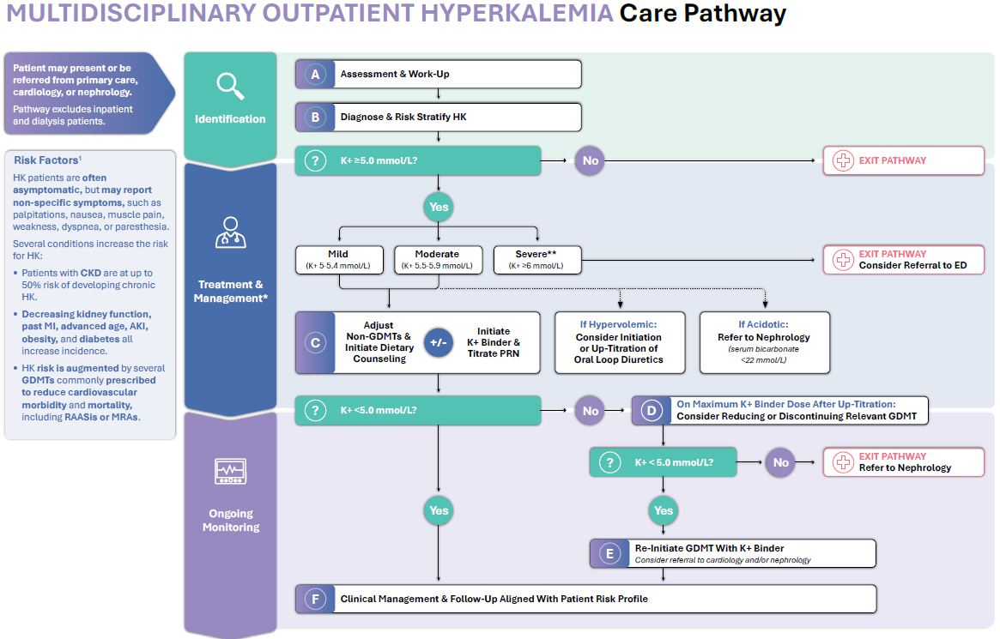 MULTIDISCIPLINARY OUTPATIENT HYPERKALEMIA Care Pathway
Patient may present or be
referred from primary care,
cardiology, or nephrology.
Pathway excludes inpatient
and dialysis patients.
Risk Factors¹
HK patients are often
asymptomatic, but may report
non-specific symptoms, such as
palpitations, nausea, muscle pain,
weakness, dyspnea, or paresthesia.
Several conditions increase the risk
for HK:
• Patients with CKD are at up to
50% risk of developing chronic
HK.
• Decreasing kidney function,
past MI, advanced age, AKI,
obesity, and diabetes all
increase incidence.
• HK risk is augmented by several
GDMTs commonly prescribed
to reduce cardiovascular
morbidity and mortality,
including RAASis or MRAs.
Identification
A Assessment & Work-Up
B Diagnose & Risk Stratify HK
? K+ ≥5.0 mmol/L?
No
EXIT PATHWAY
Yes
Treatment &
Management*
Mild
(K+ 5-5.4 mmol/L)
Moderate
(K+ 5.5-5.9 mmol/L)
Severe**
(K+ ≥6 mmol/L)
EXIT PATHWAY
Consider Referral to ED
C
Adjust
Non-GDMTs &
Initiate Dietary
Counseling
+/-
Initiate
K+ Binder &
Titrate PRN
If Hypervolemic:
Consider Initiation
or Up-Titration of
Oral Loop Diuretics
If Acidotic:
Refer to Nephrology
(serum bicarbonate
<22 mmol/L)
? K+ <5.0 mmol/L?
No
D
On Maximum K+ Binder Dose After Up-Titration:
Consider Reducing or Discontinuing Relevant GDMT
Ongoing
Monitoring
? K+ < 5.0 mmol/L?
No
EXIT PATHWAY
Refer to Nephrology
Yes
Yes
E
Re-Initiate GDMT With K+ Binder
Consider referral to cardiology and/or nephrology
F Clinical Management & Follow-Up Aligned With Patient Risk Profile